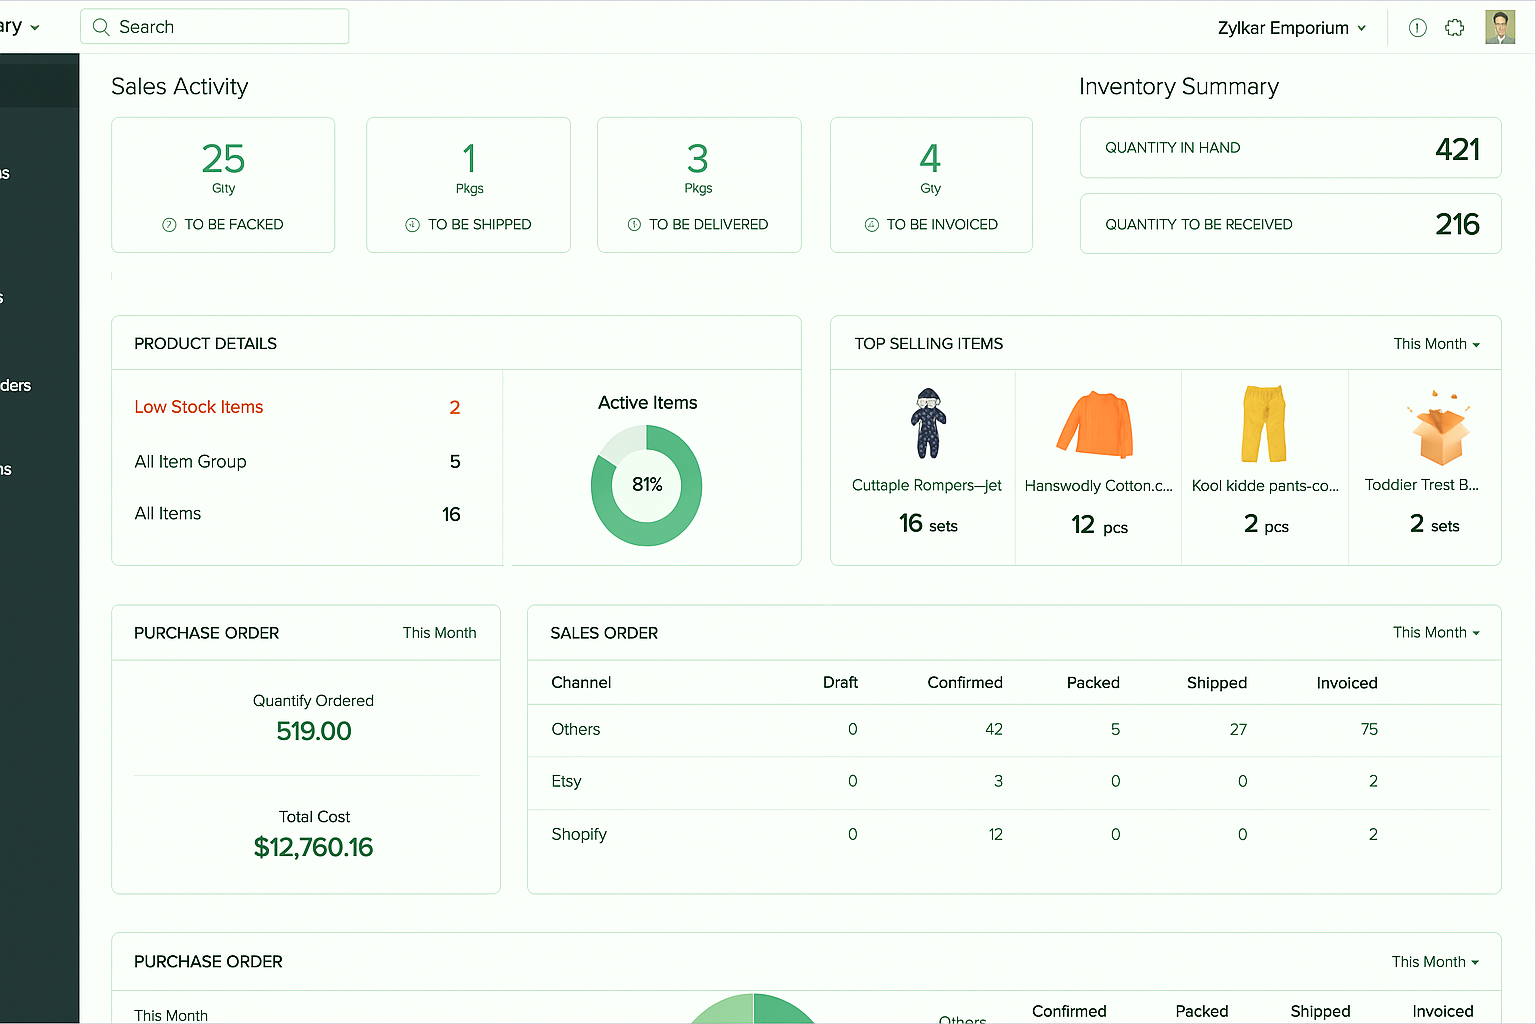 ary
Search
Zylkar Emporium
Sales Activity
Inventory Summary
25
Gity
TO BE FACKED
1
Pkgs
TO BE SHIPPED
3
Pkgs
TO BE DELIVERED
4
Gty
TO BE INVOICED
QUANTITY IN HAND 421
QUANTITY TO BE RECEIVED 216
s
ders
PRODUCT DETAILS
Low Stock Items 2
All Item Group 5
All Items 16
Active Items
81%
TOP SELLING ITEMS This Month
Cuttaple Rompers–Jet
16 sets
Hanswodly Cotton.c...
12 pcs
Kool kidde pants-co...
2 pcs
Toddier Trest B...
2 sets
PURCHASE ORDER This Month
Quantify Ordered
519.00
Total Cost
$12,760.16
SALES ORDER This Month
Channel Draft Confirmed Packed Shipped Invoiced
Others 0 42 5 27 75
Etsy 0 3 0 0 2
Shopify 0 12 0 0 2
PURCHASE ORDER This Month
This Month
Others Confirmed Packed Shipped Invoiced